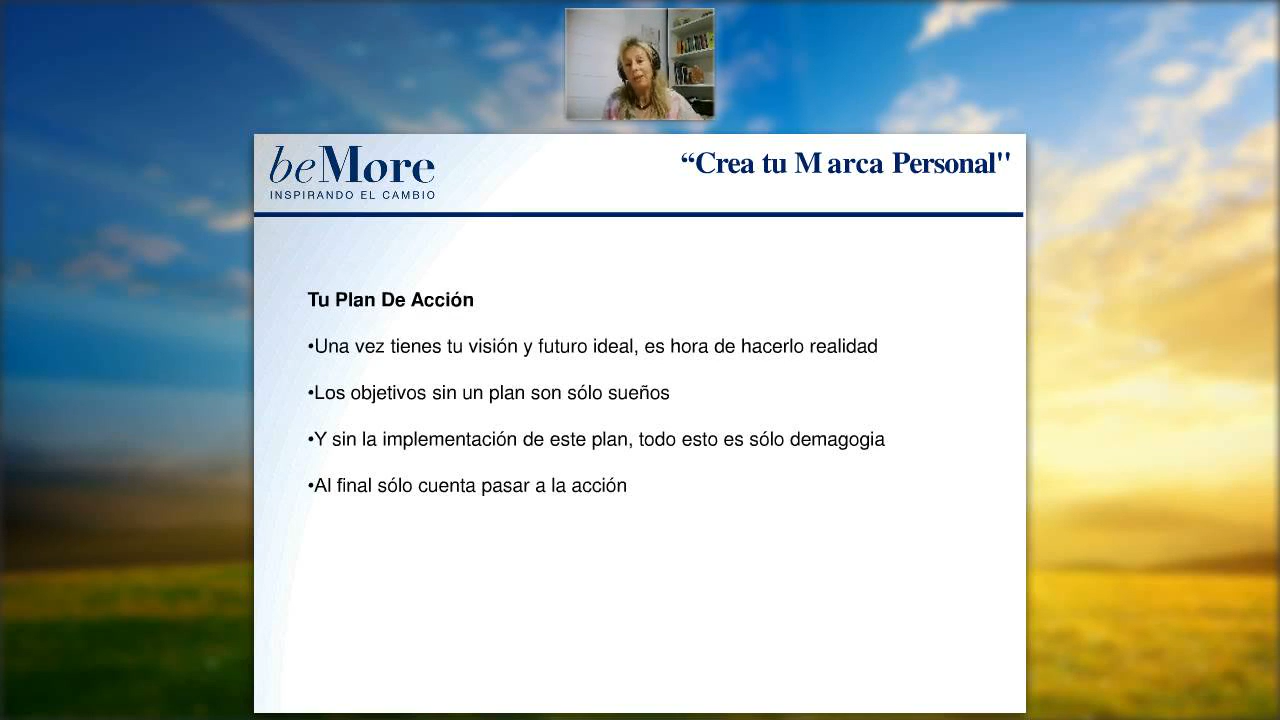 beMore
INSPIRANDO EL CAMBIO
“Crea tu Marca Personal"
Tu Plan De Acción
•Una vez tienes tu visión y futuro ideal, es hora de hacerlo realidad
•Los objetivos sin un plan son sólo sueños
•Y sin la implementación de este plan, todo esto es sólo demagogia
•Al final sólo cuenta pasar a la acción